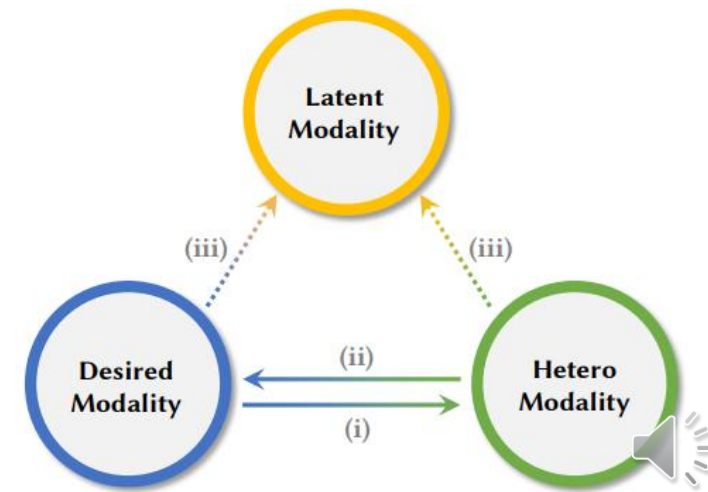 Latent
Modality
(iii)
(iii)
Desired
Modality
(ii)
(i)
Hetero
Modality